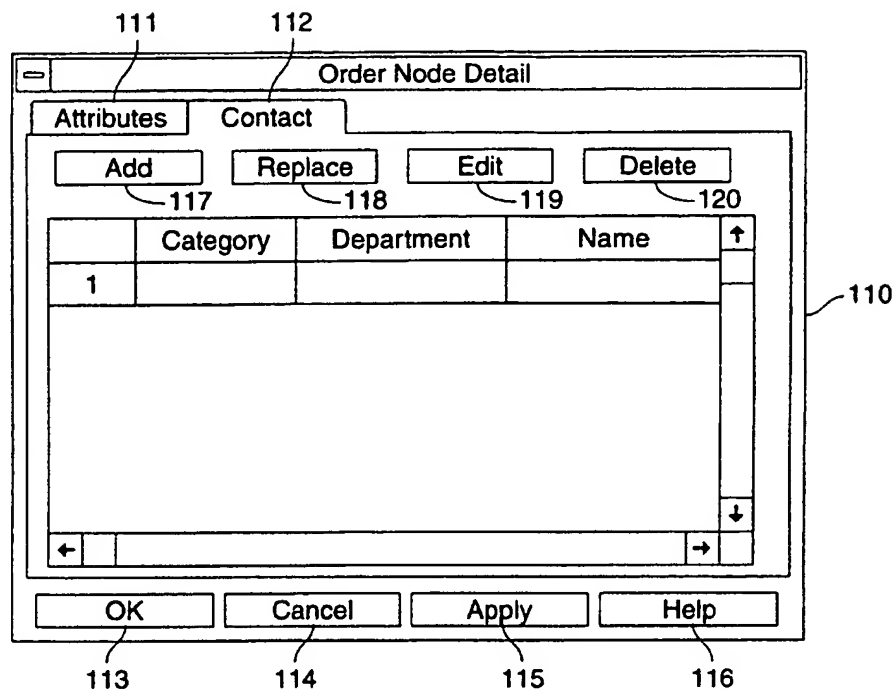 111 112
Order Node Detail
Attributes Contact
Add Replace Edit Delete
117 118 119 120
Category Department Name
1
110
OK Cancel Apply Help
113 114 115 116